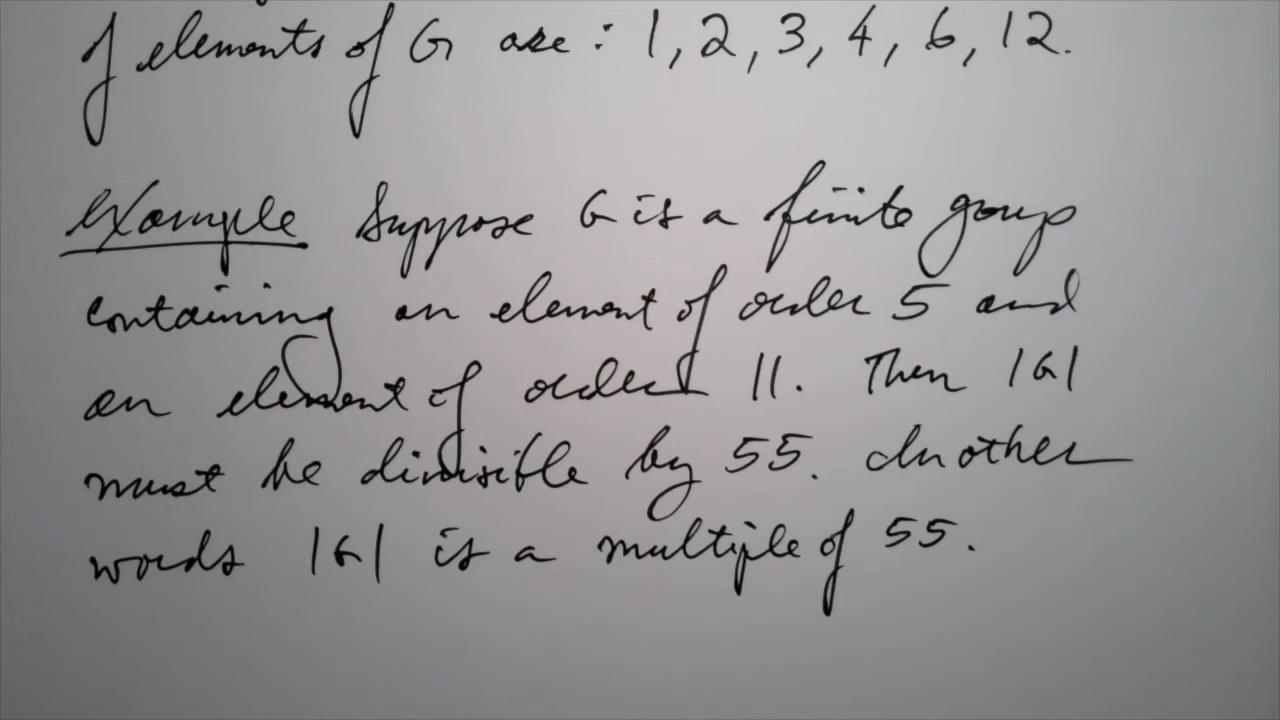 of elements of G are: 1, 2, 3, 4, 6, 12.
Example Suppose G is a finite group
containing an element of order 5 and
an element of order 11. Then |G|
must be divisible by 55. In other
words |G| is a multiple of 55.